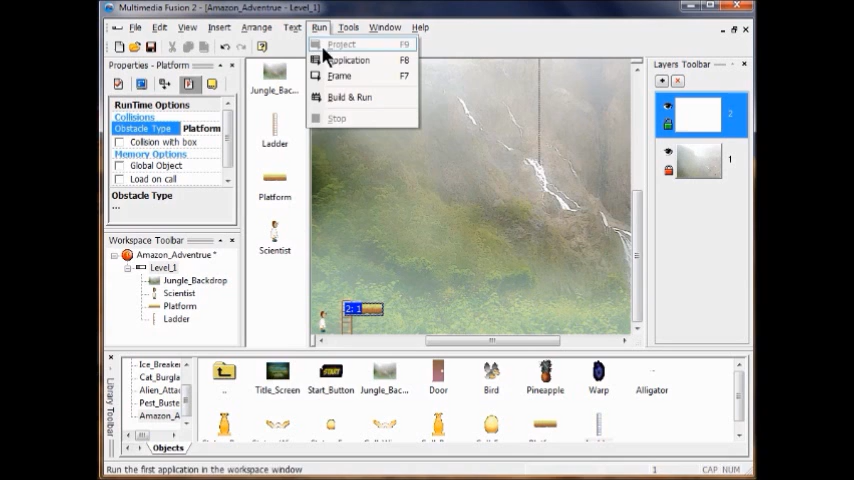 Multimedia Fusion 2 - [Amazon_Adventrue - Level_1]
File Edit View Insert Arrange Text Run Tools Window Help
Project F9
Application F8
Frame F7
Build & Run
Stop
Properties - Platform
RunTime Options
Collisions
Obstacle Type Platform
Collision with box
Memory Options
Global Object
Load on call
Obstacle Type
...
Workspace Toolbar
Amazon_Adventrue *
Level_1
Jungle_Backdrop
Scientist
Platform
Ladder
Jungle_Bac...
Ladder
Platform
Scientist
2: 1
Layers Toolbar
2
1
Library Toolbar
Ice_Breaker
Cat_Burgla
Alien_Attac
Pest_Buste
Amazon_A
..
Title_Screen
Start_Button
Jungle_Bac...
Door
Bird
Pineapple
Warp
Alligator
Objects
Run the first application in the workspace window
1
CAP NUM